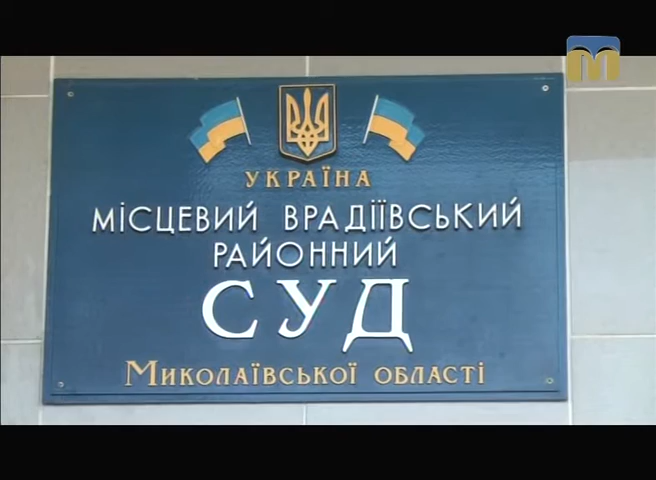 УКРАЇНА
МІСЦЕВИЙ ВРАДІЇВСЬКИЙ
РАЙОННИЙ
СУД
МИКОЛАЇВСЬКОЇ ОБЛАСТІ